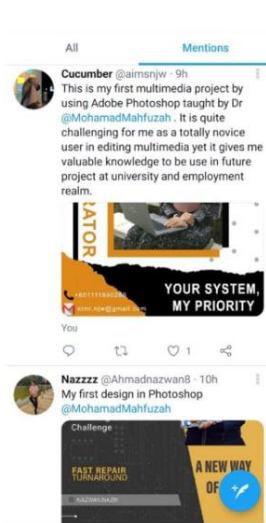 All Mentions
Cucumber @aimsnjw · 9h
This is my first multimedia project by
using Adobe Photoshop taught by Dr
@MohamadMahfuzah . It is quite
challenging for me as a totally novice
user in editing multimedia yet it gives me
valuable knowledge to be use in future
project at university and employment
realm.
RATOR
YOUR SYSTEM,
MY PRIORITY
You
1
Nazzzz @Ahmadnazwan8 · 10h
My first design in Photoshop
@MohamadMahfuzah
Challenge
FAST REPAIR
TURNAROUND
A NEW WAY
OF